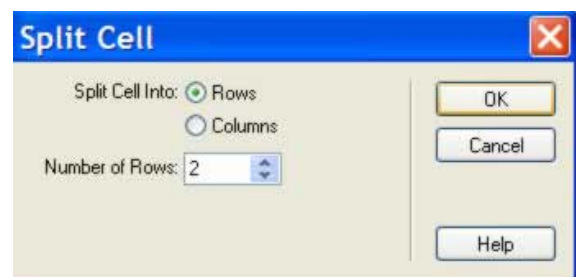 Split Cell
Split Cell Into: Rows
Columns
Number of Rows: 2
OK
Cancel
Help